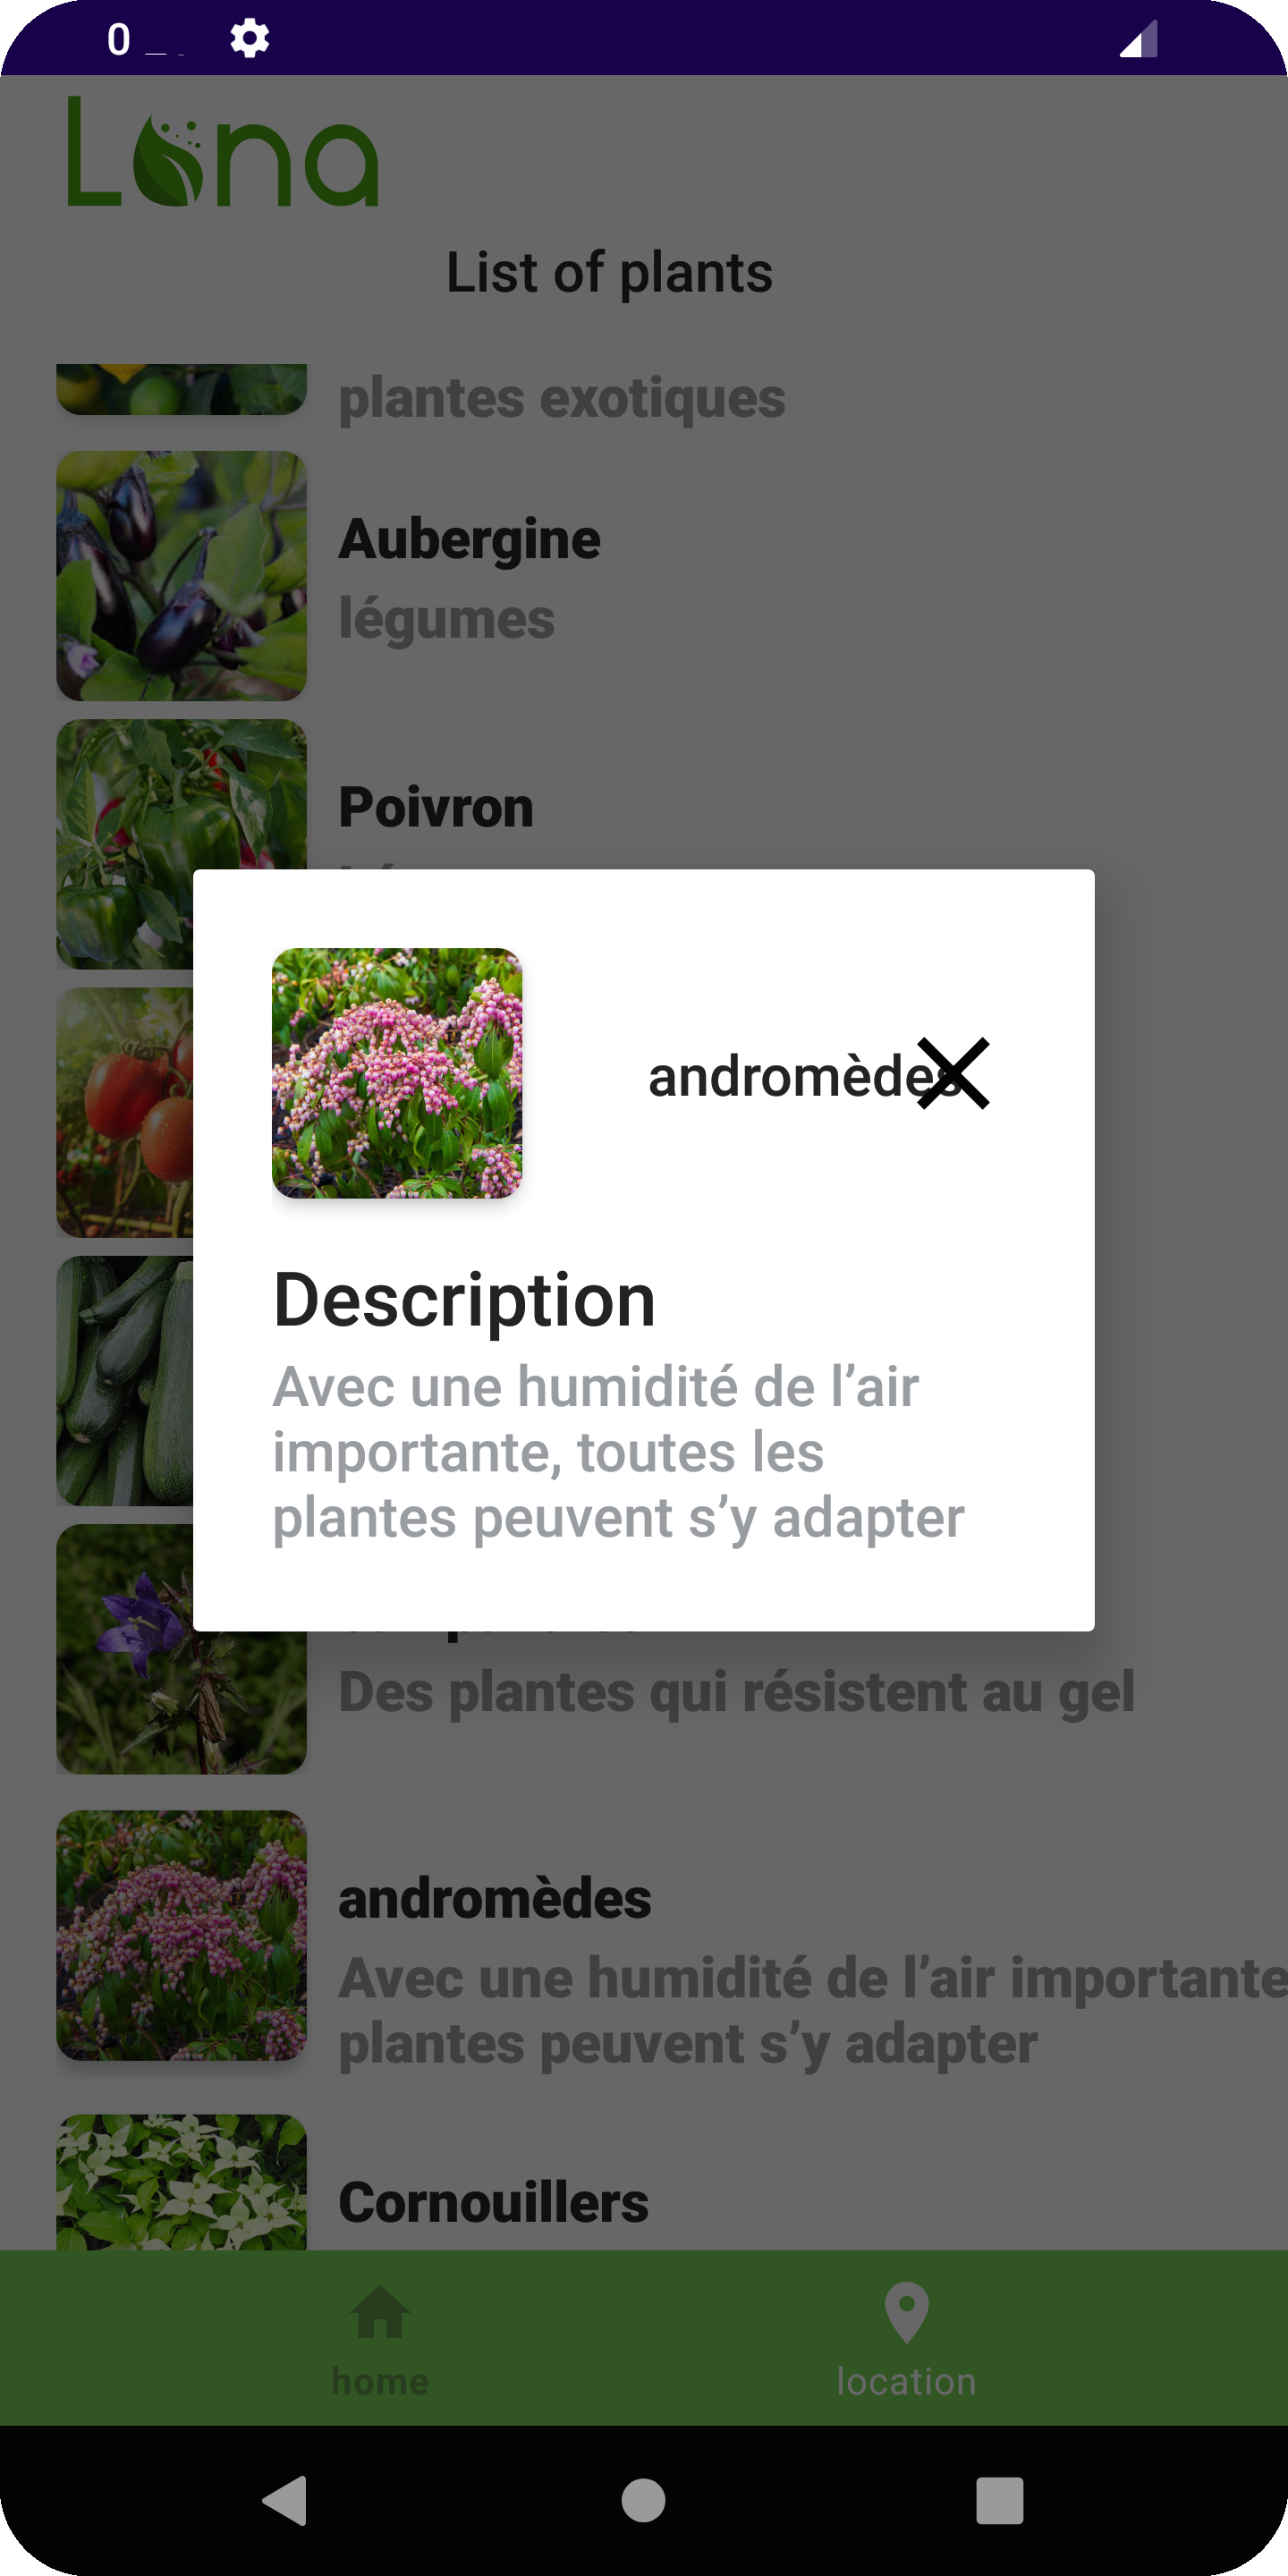 0
Lona
List of plants
plantes exotiques
Aubergine
légumes
Poivron
andromèdes
Description
Avec une humidité de l’air
importante, toutes les
plantes peuvent s’y adapter
Des plantes qui résistent au gel
andromèdes
Avec une humidité de l’air importante
plantes peuvent s’y adapter
Cornouillers
home
location